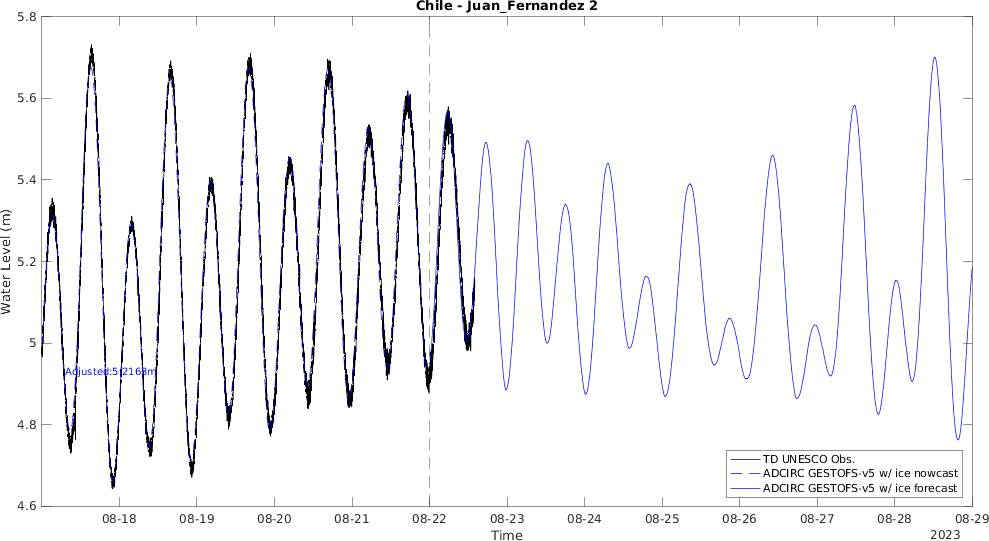 Chile - Juan_Fernandez 2
5.8
5.6
5.4
5.2
5
4.8
4.6
Water Level (m)
Adjusted:5.2163m
TD UNESCO Obs.
ADCIRC GESTOFS-v5 w/ ice nowcast
ADCIRC GESTOFS-v5 w/ ice forecast
08-18 08-19 08-20 08-21 08-22 08-23 08-24 08-25 08-26 08-27 08-28 08-29
Time
2023